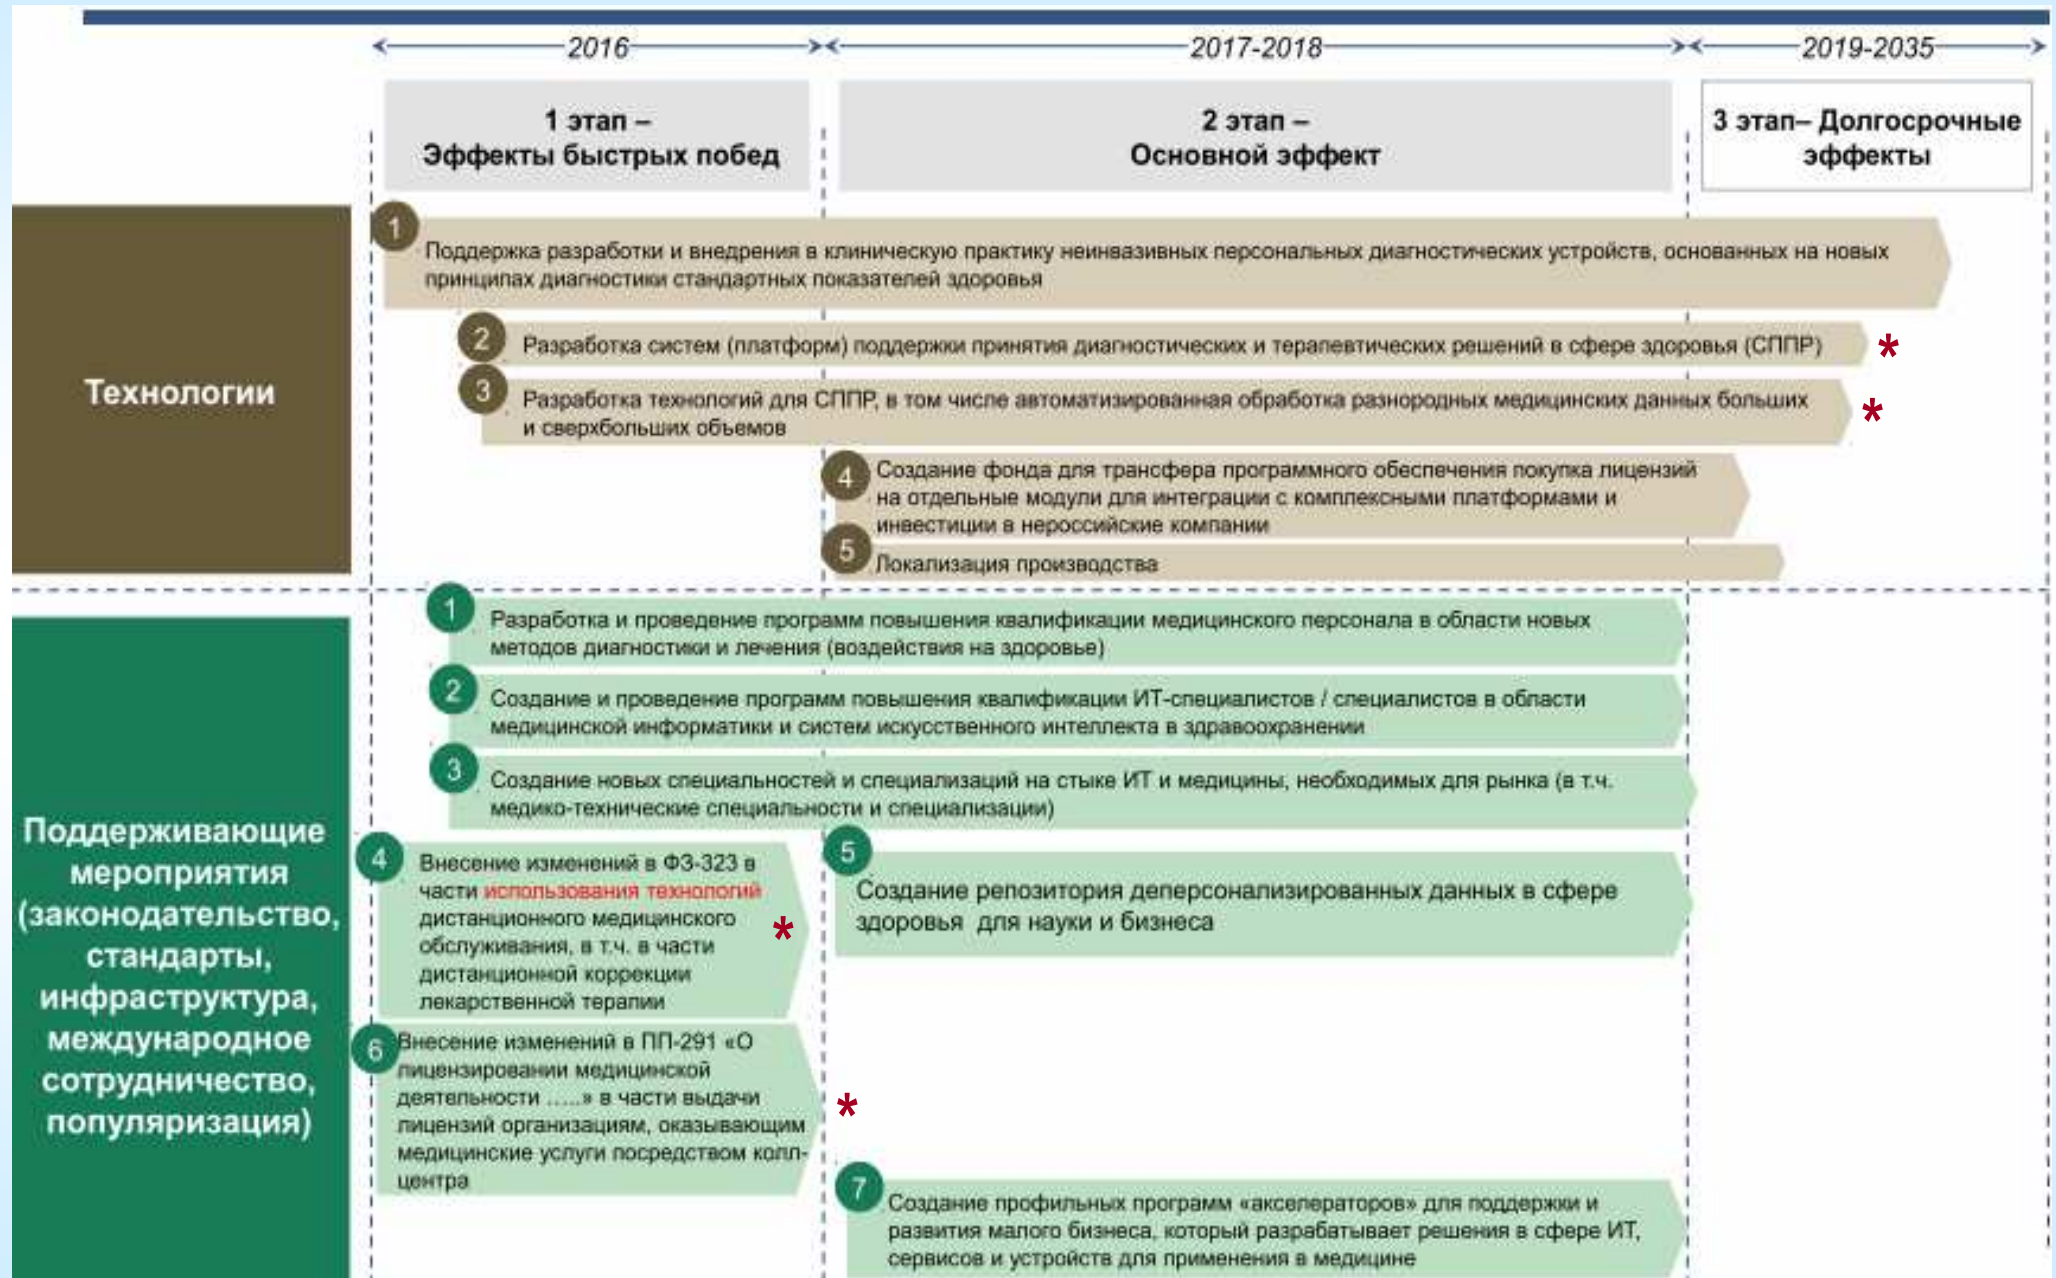 2016
2017-2018
2019-2035
1 этап –
Эффекты быстрых побед
2 этап –
Основной эффект
3 этап– Долгосрочные
эффекты
Технологии
1
Поддержка разработки и внедрения в клиническую практику неинвазивных персональных диагностических устройств, основанных на новых
принципах диагностики стандартных показателей здоровья
2
Разработка систем (платформ) поддержки принятия диагностических и терапевтических решений в сфере здоровья (СППР)
*
3
Разработка технологий для СППР, в том числе автоматизированная обработка разнородных медицинских данных больших
и сверхбольших объемов
*
4
Создание фонда для трансфера программного обеспечения покупка лицензий
на отдельные модули для интеграции с комплексными платформами и
инвестиции в нероссийские компании
5
Локализация производства
Поддерживающие
мероприятия
(законодательство,
стандарты,
инфраструктура,
международное
сотрудничество,
популяризация)
1
Разработка и проведение программ повышения квалификации медицинского персонала в области новых
методов диагностики и лечения (воздействия на здоровье)
2
Создание и проведение программ повышения квалификации ИТ-специалистов / специалистов в области
медицинской информатики и систем искусственного интеллекта в здравоохранении
3
Создание новых специальностей и специализаций на стыке ИТ и медицины, необходимых для рынка (в т.ч.
медико-технические специальности и специализации)
4
Внесение изменений в ФЗ-323 в
части использования технологий
дистанционного медицинского
обслуживания, в т.ч. в части
дистанционной коррекции
лекарственной терапии
*
5
Создание репозитория деперсонализированных данных в сфере
здоровья для науки и бизнеса
6
Внесение изменений в ПП-291 «О
лицензировании медицинской
деятельности …..» в части выдачи
лицензий организациям, оказывающим
медицинские услуги посредством колл-
центра
*
7
Создание профильных программ «акселераторов» для поддержки и
развития малого бизнеса, который разрабатывает решения в сфере ИТ,
сервисов и устройств для применения в медицине